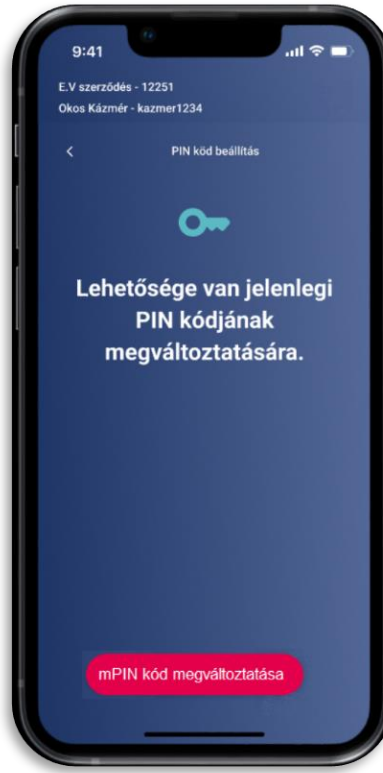 9:41
E.V szerződés - 12251
Okos Kázmér - kazmer1234
PIN kód beállítás
Lehetősége van jelenlegi
PIN kódjának
megváltoztatására.
mPIN kód megváltoztatása